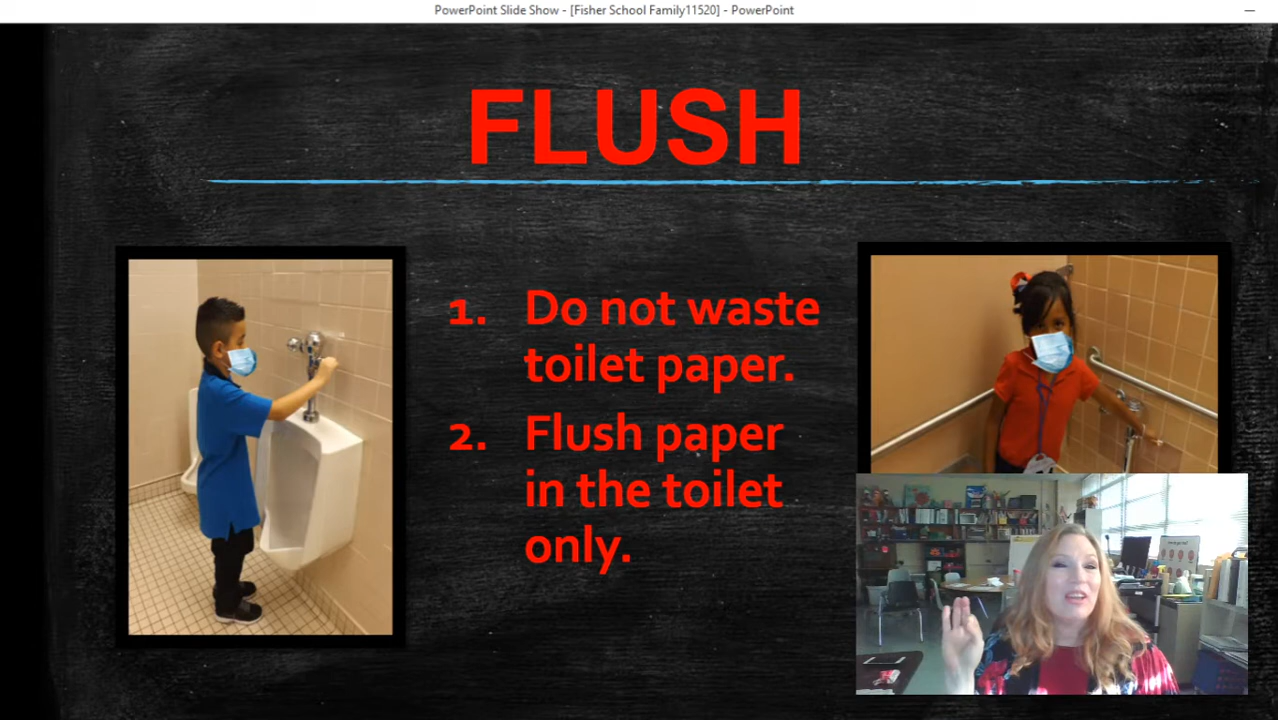 PowerPoint Slide Show - [Fisher School Family11520] - PowerPoint
FLUSH
1. Do not waste
toilet paper.
2. Flush paper
in the toilet
only.